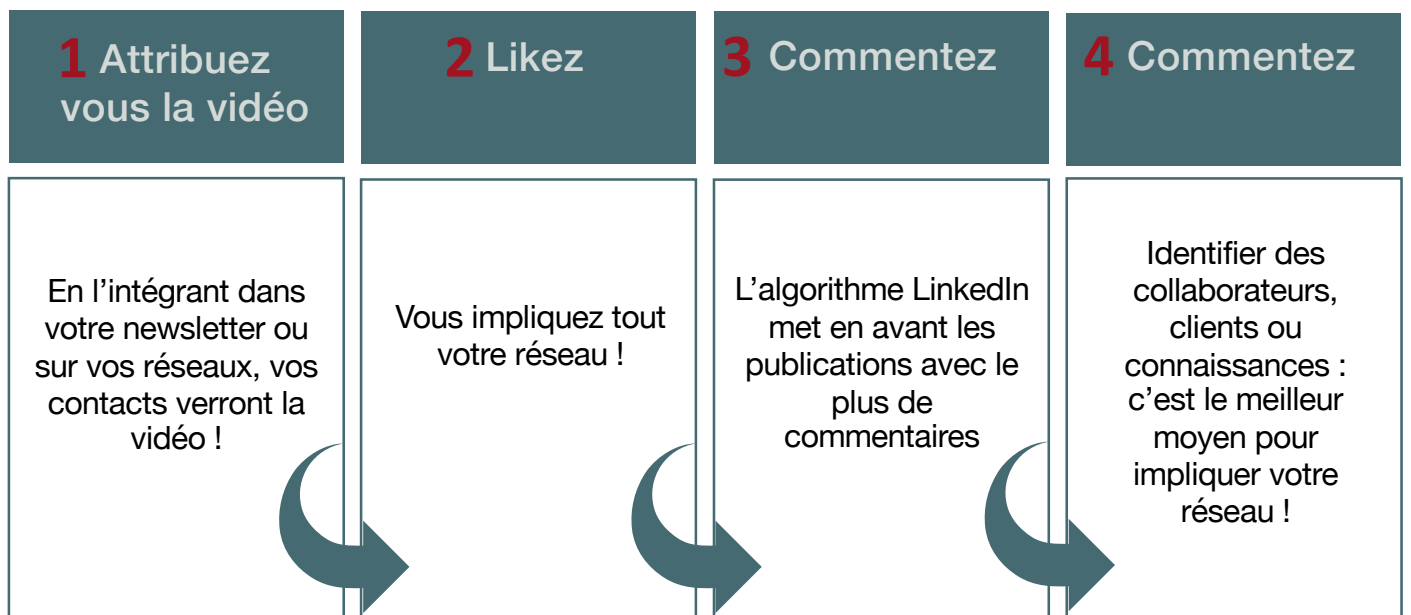 1 Attribuez
vous la vidéo
En l’intégrant dans
votre newsletter ou
sur vos réseaux, vos
contacts verront la
vidéo !
2 Likez
Vous impliquez tout
votre réseau !
3 Commentez
L’algorithme LinkedIn
met en avant les
publications avec le
plus de
commentaires
4 Commentez
Identifier des
collaborateurs,
clients ou
connaissances :
c’est le meilleur
moyen pour
impliquer votre
réseau !